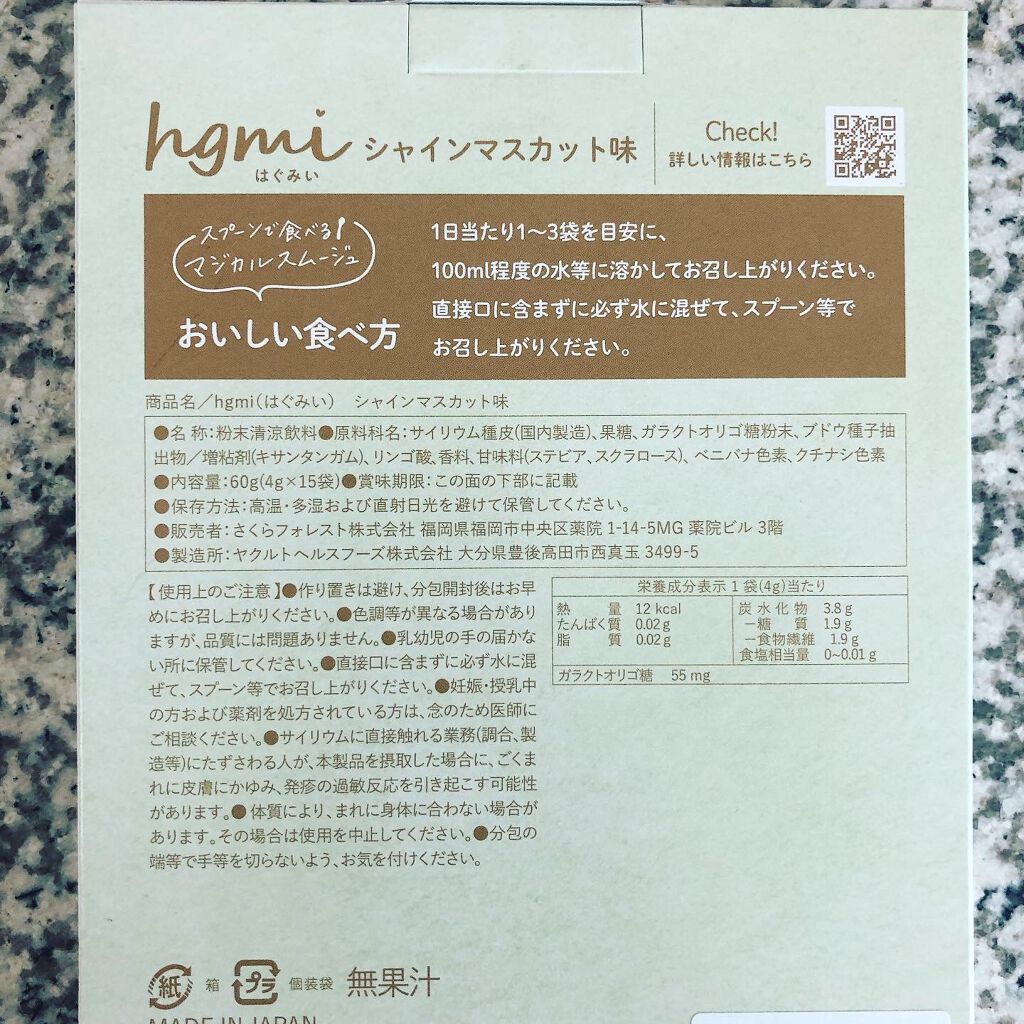 hgmi シャインマスカット味
はぐみい
Check!
詳しい情報はこちら
スプーンで食べる!
マジカルスムージュ
おいしい食べ方
1日当たり1〜3袋を目安に、
100ml程度の水等に溶かしてお召し上がりください。
直接口に含まずに必ず水に混ぜて、スプーン等で
お召し上がりください。
商品名／hgmi(はぐみい) シャインマスカット味
●名 称：粉末清涼飲料●原料科名：サイリウム種皮(国内製造)、果糖、ガラクトオリゴ糖粉末、ブドウ種子抽
出物／増粘剤(キサンタンガム)、リンゴ酸、香料、甘味料(ステビア、スクラロース)、ベニバナ色素、クチナシ色素
●内容量：60g(4g×15袋)●賞味期限：この面の下部に記載
●保存方法：高温・多湿および直射日光を避けて保管してください。
●販売者：さくらフォレスト株式会社 福岡県福岡市中央区薬院 1-14-5MG 薬院ビル 3階
●製造所：ヤクルトヘルスフーズ株式会社 大分県豊後高田市西真玉 3499-5
【使用上のご注意】●作り置きは避け、分包開封後はお早
めにお召し上がりください。●色調等が異なる場合があり
ますが、品質には問題ありません。●乳幼児の手の届かな
い所に保管してください。●直接口に含まずに必ず水に混
ぜて、スプーン等でお召し上がりください。●妊娠・授乳中
の方および薬剤を処方されている方は、念のため医師に
ご相談ください。●サイリウムに直接触れる業務(調合、製
造等)にたずさわる人が、本製品を摂取した場合に、ごくま
れに皮膚にかゆみ、発疹の過敏反応を引き起こす可能性
があります。●体質により、まれに身体に合わない場合が
あります。その場合は使用を中止してください。●分包の
端等で手等を切らないよう、お気を付けください。
栄養成分表示 1 袋(4g)当たり
熱 量 12 kcal
たんぱく質 0.02g
脂 質 0.02g
炭水化物 3.8g
－糖 質 1.9g
－食物繊維 1.9g
食塩相当量 0~0.01g
ガラクトオリゴ糖 55 mg
紙 箱 プラ 個装袋 無果汁
MADE IN JAPAN